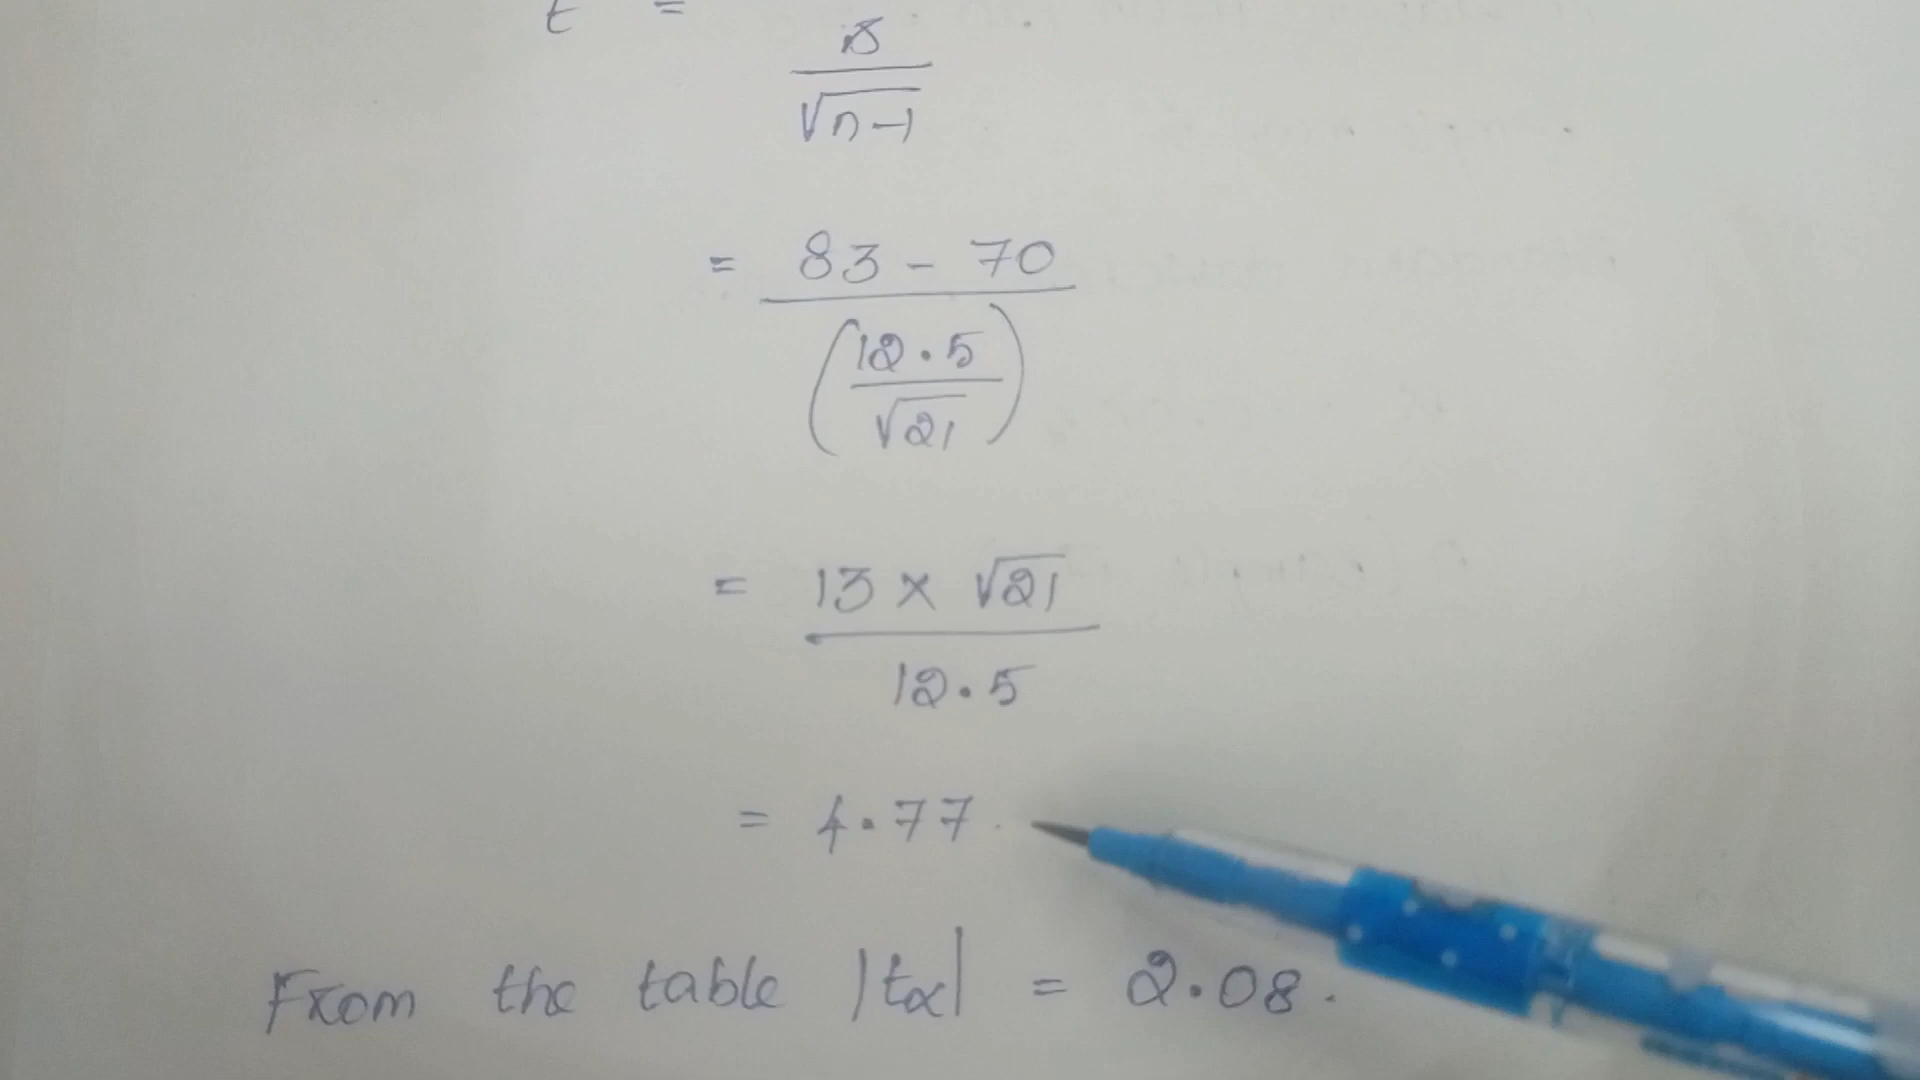 t =
s
√n-1
= 83 - 70
(12.5
√21)
= 13 × √21
12.5
= 4.77
From the table |tα| = 2.08.